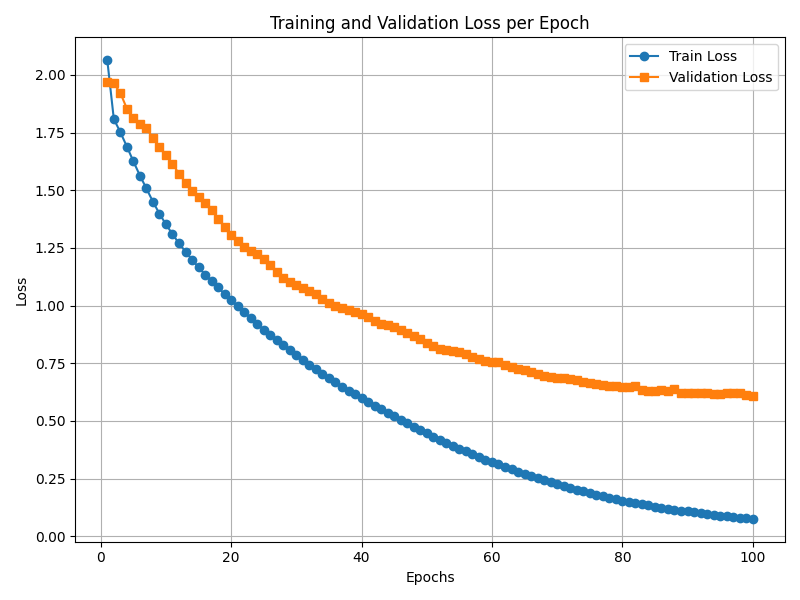 Training and Validation Loss per Epoch
Train Loss
Validation Loss
2.00
1.75
1.50
1.25
1.00
0.75
0.50
0.25
0.00
Loss
0 20 40 60 80 100
Epochs